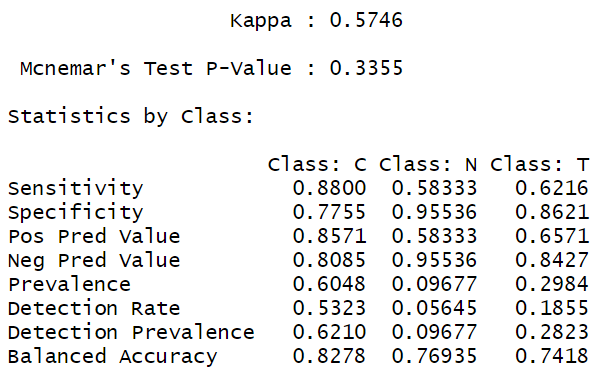 Kappa : 0.5746
Mcnemar's Test P-Value : 0.3355
Statistics by Class:
Class: C Class: N Class: T
Sensitivity 0.8800 0.58333 0.6216
Specificity 0.7755 0.95536 0.8621
Pos Pred Value 0.8571 0.58333 0.6571
Neg Pred Value 0.8085 0.95536 0.8427
Prevalence 0.6048 0.09677 0.2984
Detection Rate 0.5323 0.05645 0.1855
Detection Prevalence 0.6210 0.09677 0.2823
Balanced Accuracy 0.8278 0.76935 0.7418